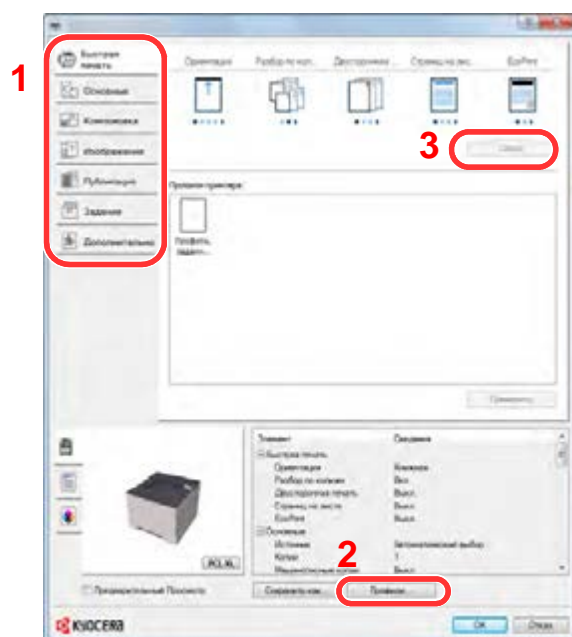 1
Быстрая печать
Ориентация Разбор по коп... Двусторонняя... Страниц на лис... EcoPrint
Основные
Компоновка
3
Изображение
Публикация
Профили принтера
Задание
Дополнительно
Профиль,
Применить
Элемент Сведения
Быстрая печать
Ориентация Книжная
Разбор по копиям Вкл.
Двусторонняя печать Выкл.
Страниц на листе Выкл.
EcoPrint Выкл.
Основные
Источник Автоматический выбор
Копии 1
Выкл.
PCL XL
2
Предварительный Просмотр
Сохранить как... Профили...
KYOCERA
OK Отказ